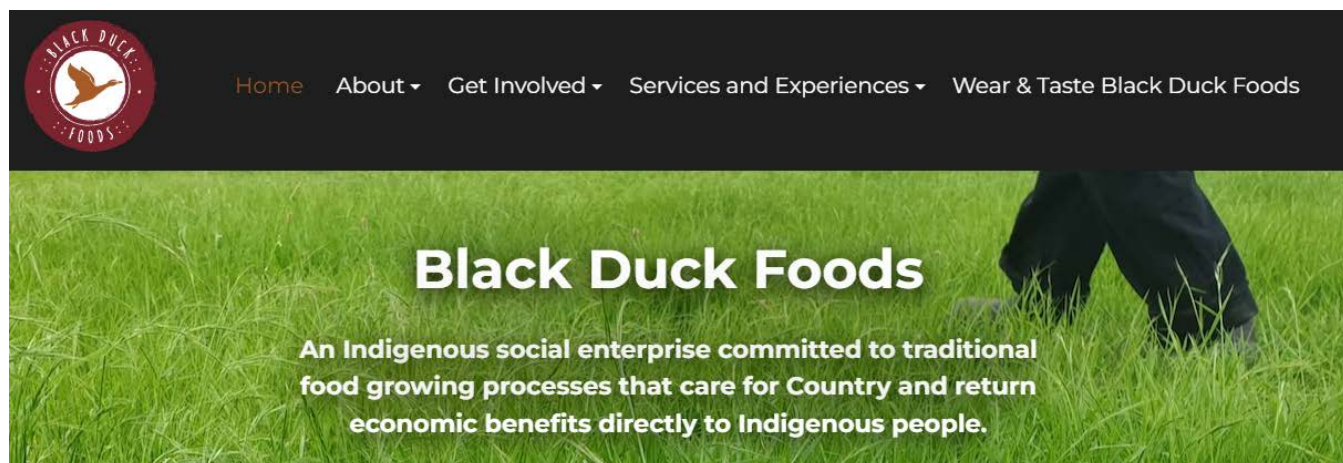 BLACK DUCK
FOODS
Home About Get Involved Services and Experiences Wear & Taste Black Duck Foods
Black Duck Foods
An Indigenous social enterprise committed to traditional
food growing processes that care for Country and return
economic benefits directly to Indigenous people.